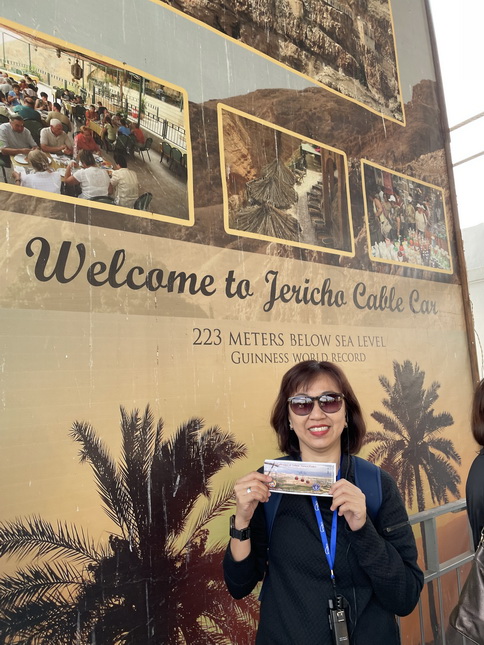 Welcome to Jericho Cable Car
223 METERS BELOW SEA LEVEL
GUINNESS WORLD RECORD